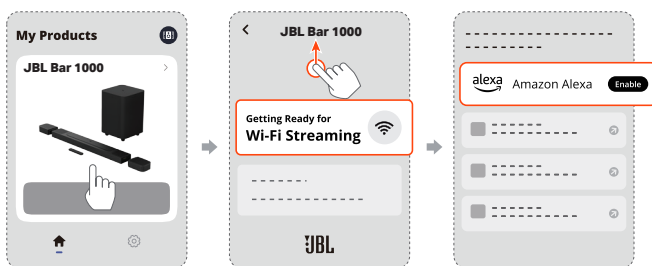 My Products
JBL Bar 1000
JBL Bar 1000
Getting Ready for
Wi-Fi Streaming
JBL
alexa
Amazon Alexa
Enable